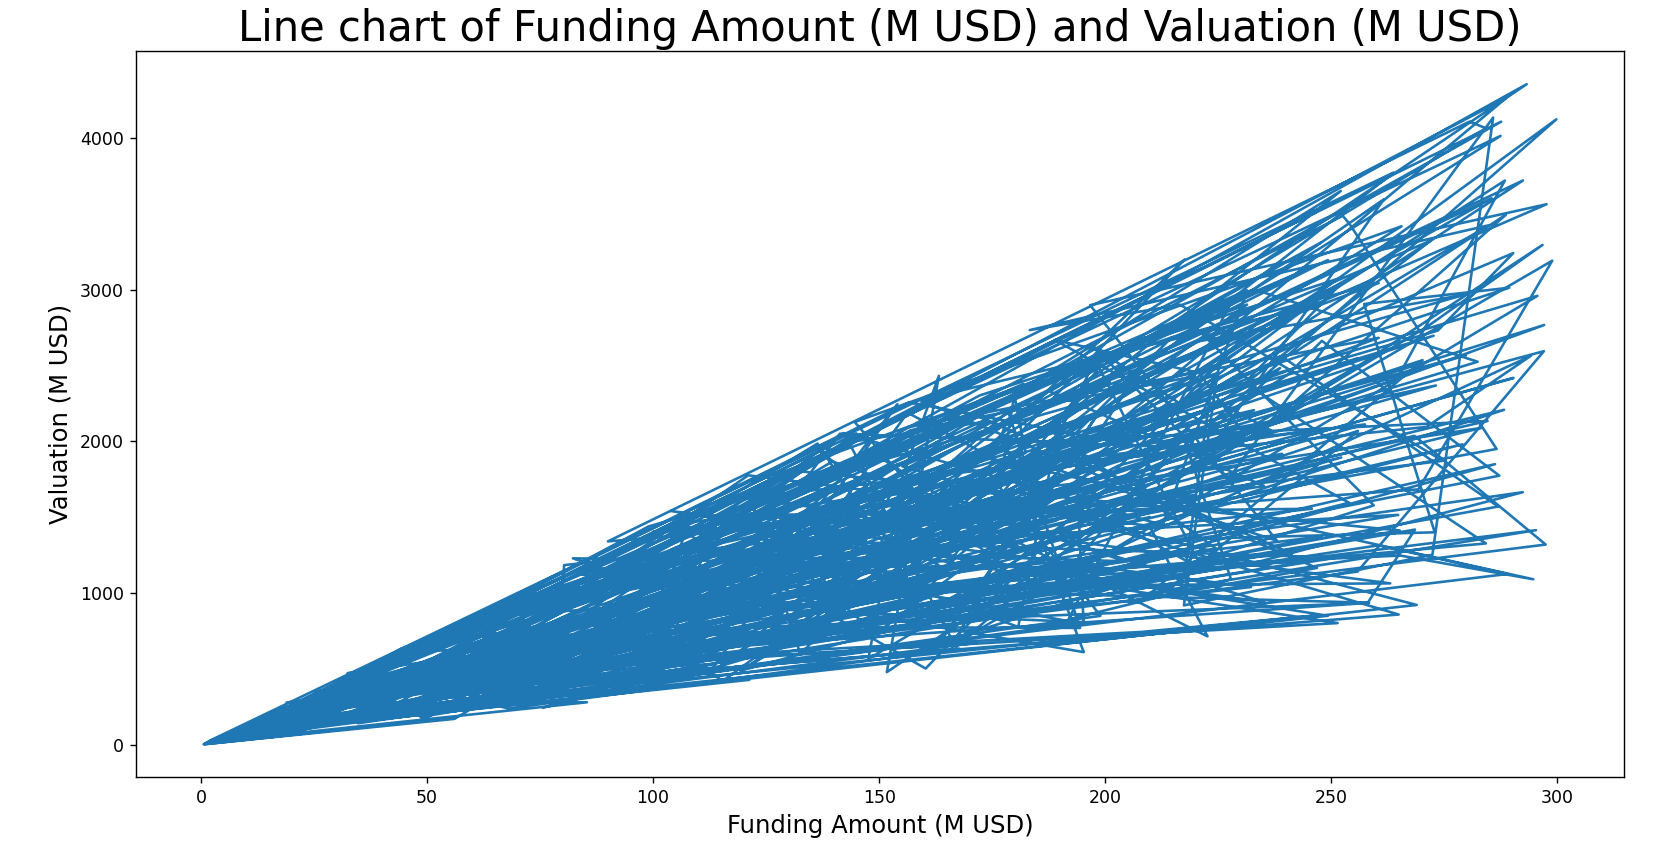 Line chart of Funding Amount (M USD) and Valuation (M USD)
Valuation (M USD)
4000
3000
2000
1000
0
0 50 100 150 200 250 300
Funding Amount (M USD)